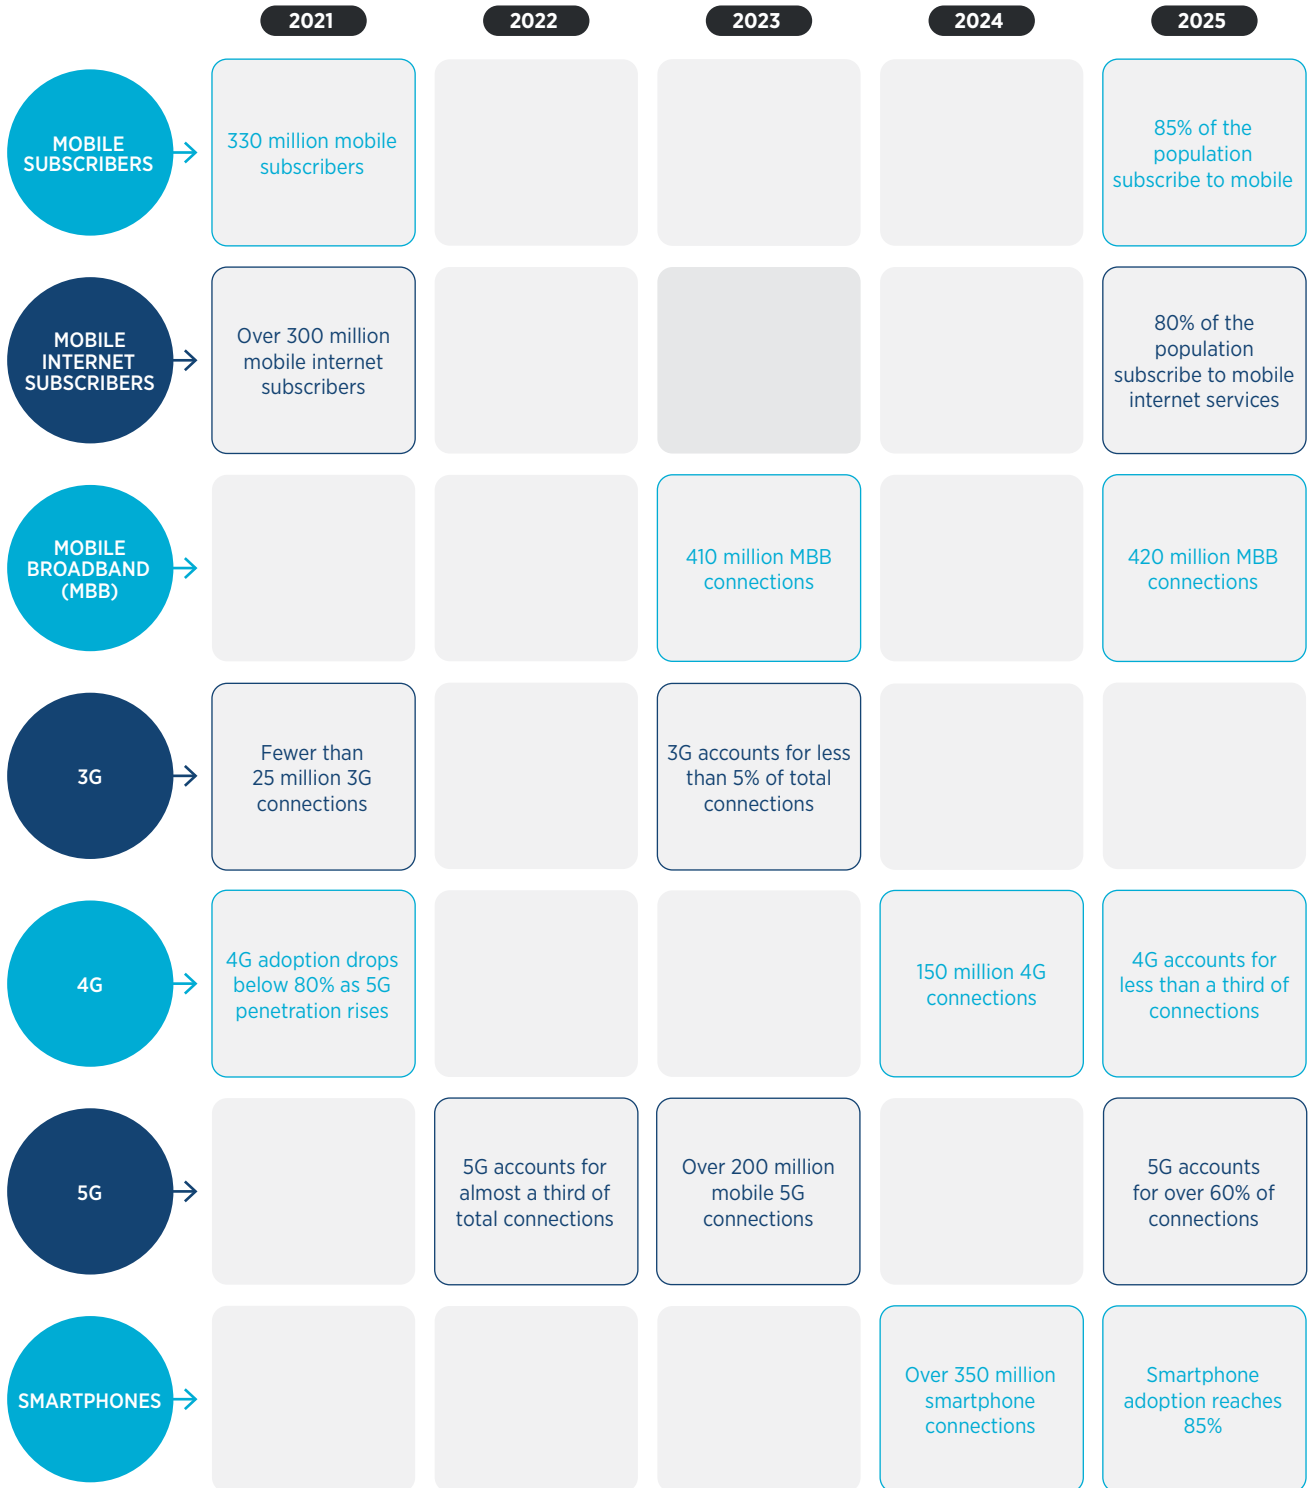 2021
2022
2023
2024
2025
MOBILE
SUBSCRIBERS
330 million mobile
subscribers
85% of the
population
subscribe to mobile
MOBILE
INTERNET
SUBSCRIBERS
Over 300 million
mobile internet
subscribers
80% of the
population
subscribe to mobile
internet services
MOBILE
BROADBAND
(MBB)
410 million MBB
connections
420 million MBB
connections
3G
Fewer than
25 million 3G
connections
3G accounts for less
than 5% of total
connections
4G
4G adoption drops
below 80% as 5G
penetration rises
150 million 4G
connections
4G accounts for
less than a third of
connections
5G
5G accounts for
almost a third of
total connections
Over 200 million
mobile 5G
connections
5G accounts
for over 60% of
connections
SMARTPHONES
Over 350 million
smartphone
connections
Smartphone
adoption reaches
85%